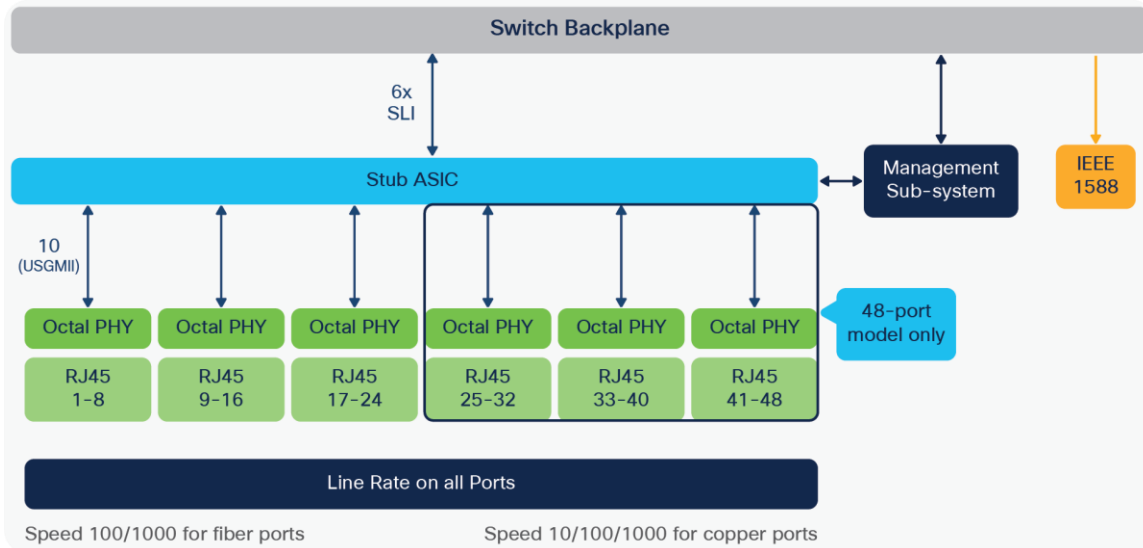 Switch Backplane
6x
SLI
Stub ASIC
Management
Sub-system
IEEE
1588
10
(USGMII)
Octal PHY
Octal PHY
Octal PHY
Octal PHY
Octal PHY
Octal PHY
48-port
model only
RJ45
1-8
RJ45
9-16
RJ45
17-24
RJ45
25-32
RJ45
33-40
RJ45
41-48
Line Rate on all Ports
Speed 100/1000 for fiber ports
Speed 10/100/1000 for copper ports